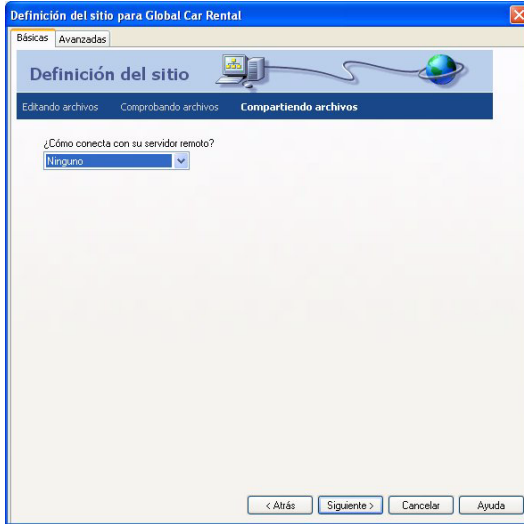 Definición del sitio para Global Car Rental
Básicas Avanzadas
Definición del sitio
Editando archivos Comprobando archivos Compartiendo archivos
¿Cómo conecta con su servidor remoto?
Ninguno
< Atrás Siguiente > Cancelar Ayuda